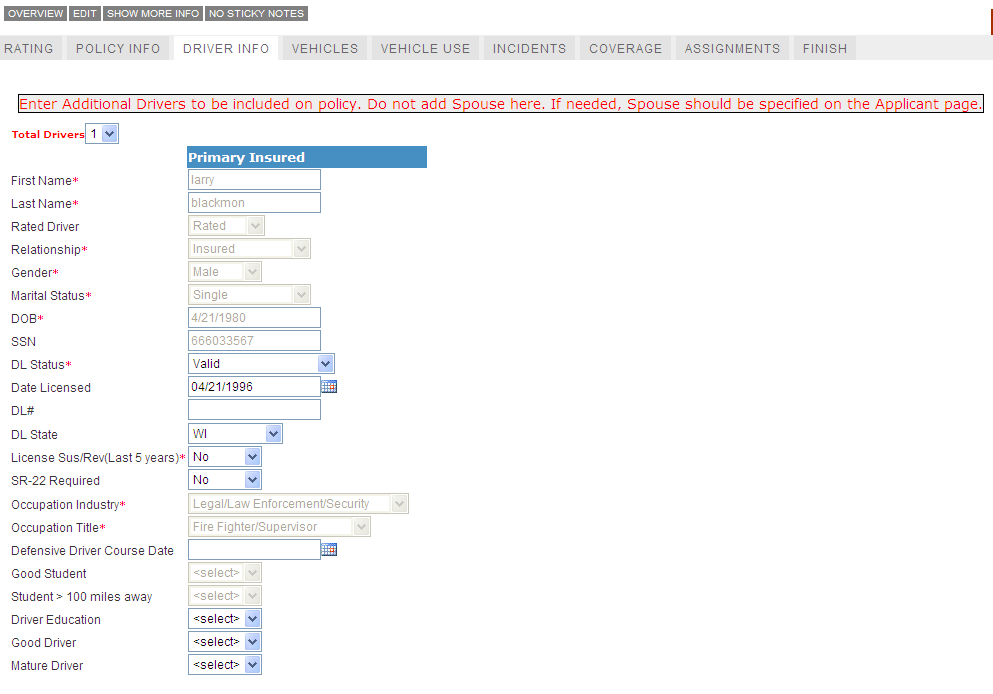 OVERVIEW EDIT SHOW MORE INFO NO STICKY NOTES
RATING POLICY INFO DRIVER INFO VEHICLES VEHICLE USE INCIDENTS COVERAGE ASSIGNMENTS FINISH
Enter Additional Drivers to be included on policy. Do not add Spouse here. If needed, Spouse should be specified on the Applicant page.
Total Drivers 1
Primary Insured
First Name* larry
Last Name* blackmon
Rated Driver Rated
Relationship* Insured
Gender* Male
Marital Status* Single
DOB* 4/21/1980
SSN 666033567
DL Status* Valid
Date Licensed 04/21/1996
DL#
DL State WI
License Sus/Rev(Last 5 years)* No
SR-22 Required No
Occupation Industry* Legal/Law Enforcement/Security
Occupation Title* Fire Fighter/Supervisor
Defensive Driver Course Date
Good Student <select>
Student > 100 miles away <select>
Driver Education <select>
Good Driver <select>
Mature Driver <select>